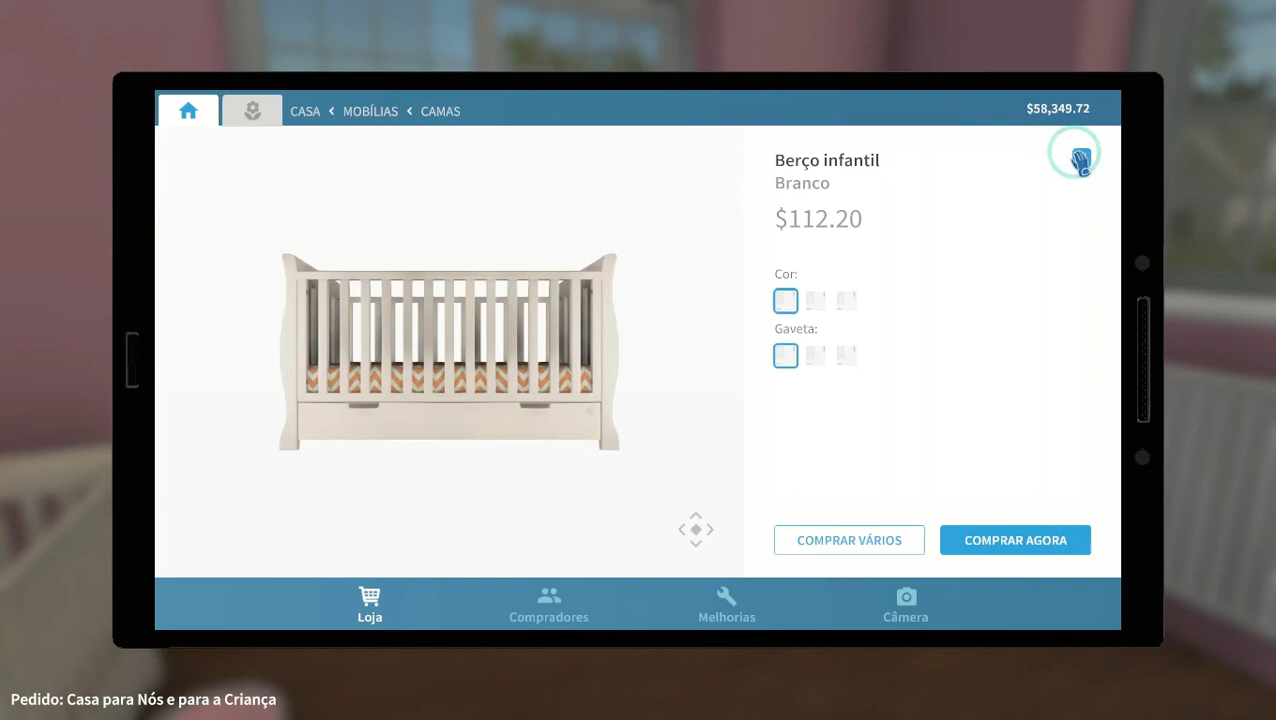 CASA < MOBÍLIAS < CAMAS
$58,349.72
Berço infantil
Branco
$112.20
Cor:
Gaveta:
COMPRAR VÁRIOS
COMPRAR AGORA
Loja
Compradores
Melhorias
Câmera
Pedido: Casa para Nós e para a Criança